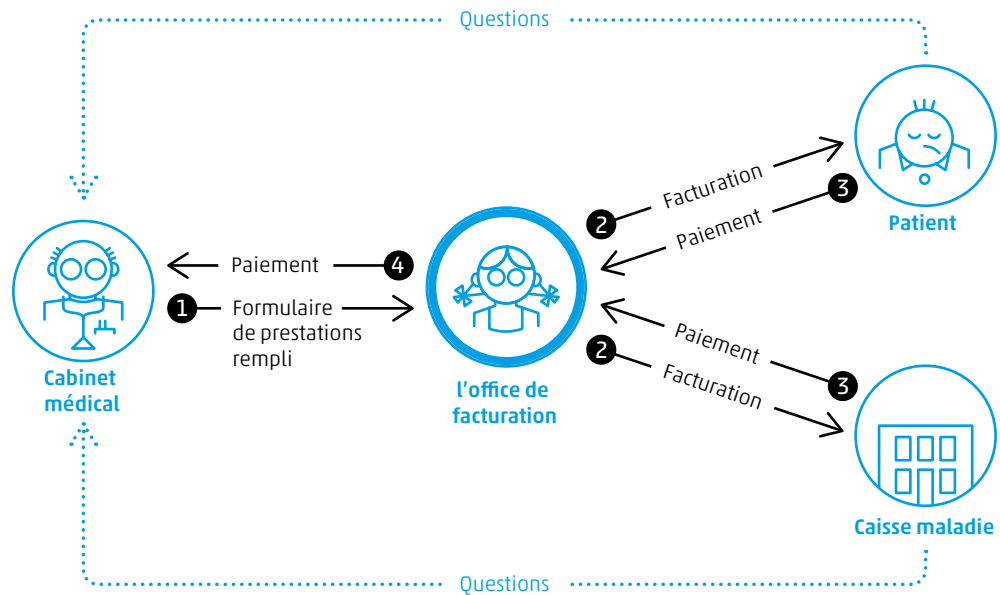 Questions
Patient
2
Facturation
3
Paiement
Paiement
4
1
Formulaire
de prestations
rempli
Cabinet
médical
l'office de
facturation
Paiement
3
2
Facturation
Caisse maladie
Questions